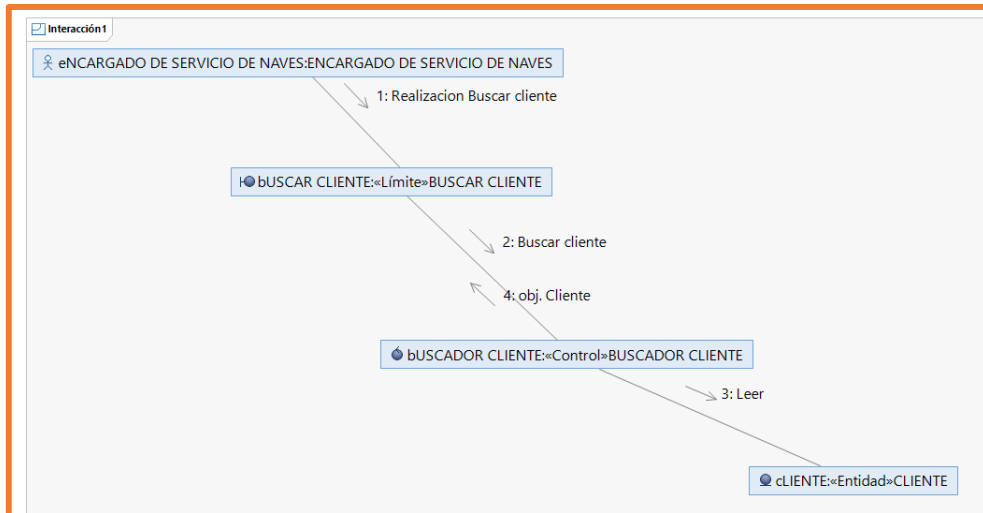 Interacción1
eNCARGADO DE SERVICIO DE NAVES:ENCARGADO DE SERVICIO DE NAVES
1: Realizacion Buscar cliente
bUSCAR CLIENTE:«Límite»BUSCAR CLIENTE
2: Buscar cliente
4: obj. Cliente
bUSCADOR CLIENTE:«Control»BUSCADOR CLIENTE
3: Leer
cLIENTE:«Entidad»CLIENTE